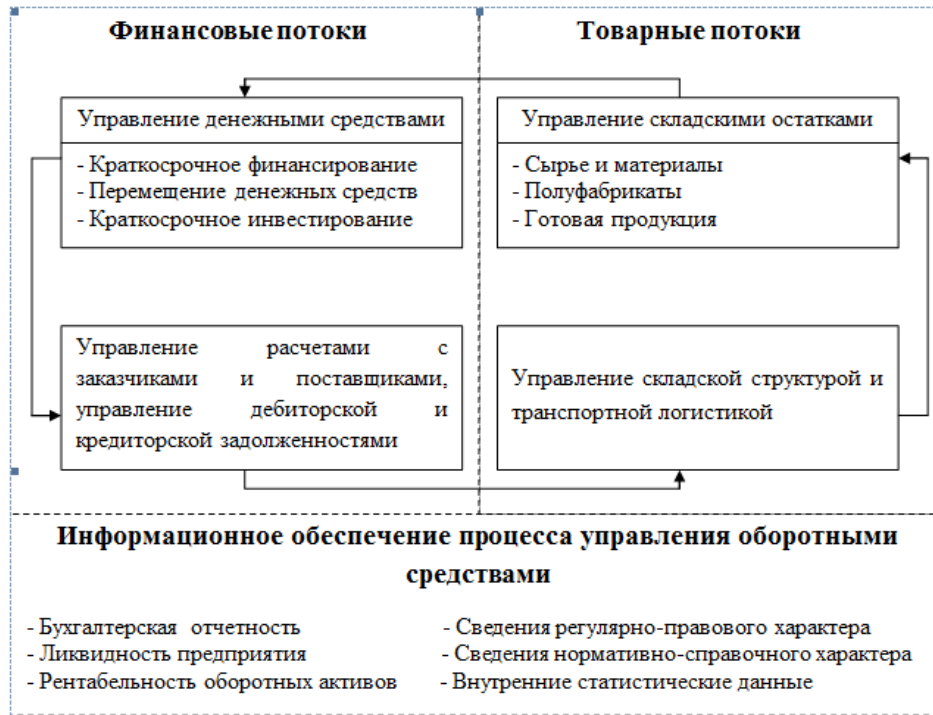 Финансовые потоки
Товарные потоки
Управление денежными средствами
- Краткосрочное финансирование
- Перемещение денежных средств
- Краткосрочное инвестирование
Управление складскими остатками
- Сырье и материалы
- Полуфабрикаты
- Готовая продукция
Управление расчетами с
заказчиками и поставщиками,
управление дебиторской и
кредиторской задолженностями
Управление складской структурой и
транспортной логистикой
Информационное обеспечение процесса управления оборотными
средствами
- Бухгалтерская отчетность
- Ликвидность предприятия
- Рентабельность оборотных активов
- Сведения регулярно-правового характера
- Сведения нормативно-справочного характера
- Внутренние статистические данные